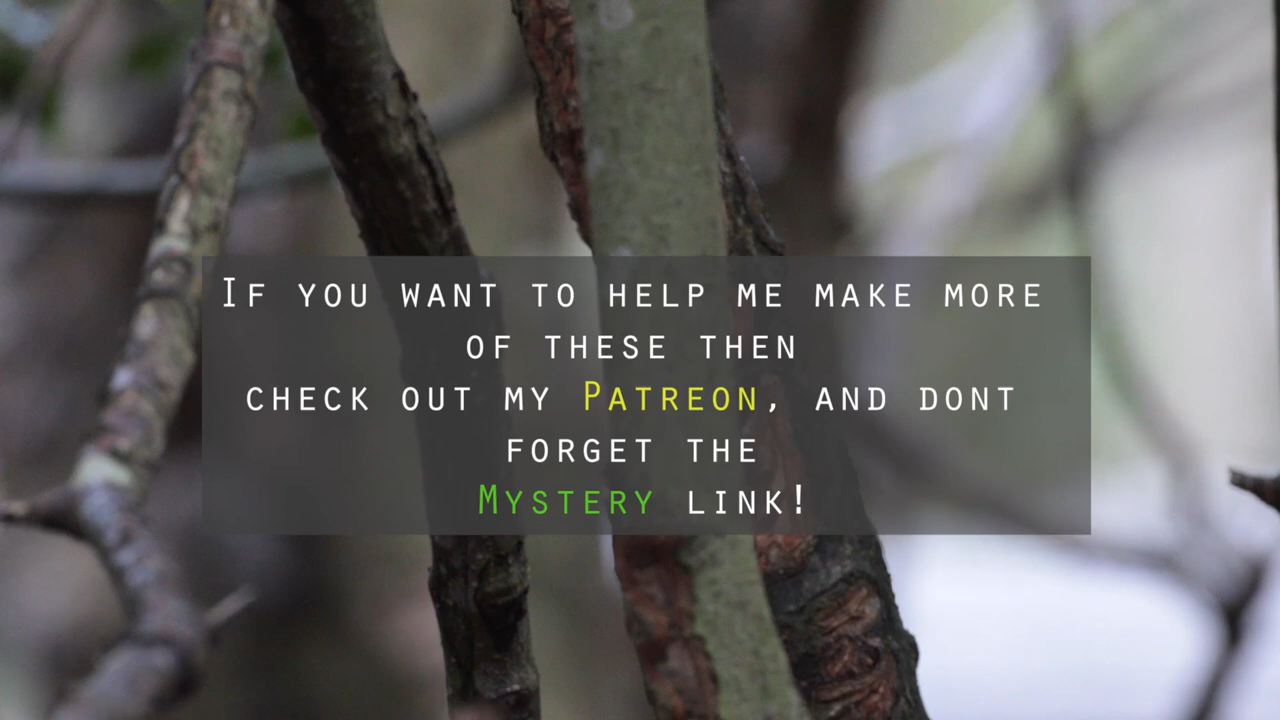 If you want to help me make more
of these then
check out my Patreon, and dont
forget the
Mystery link!